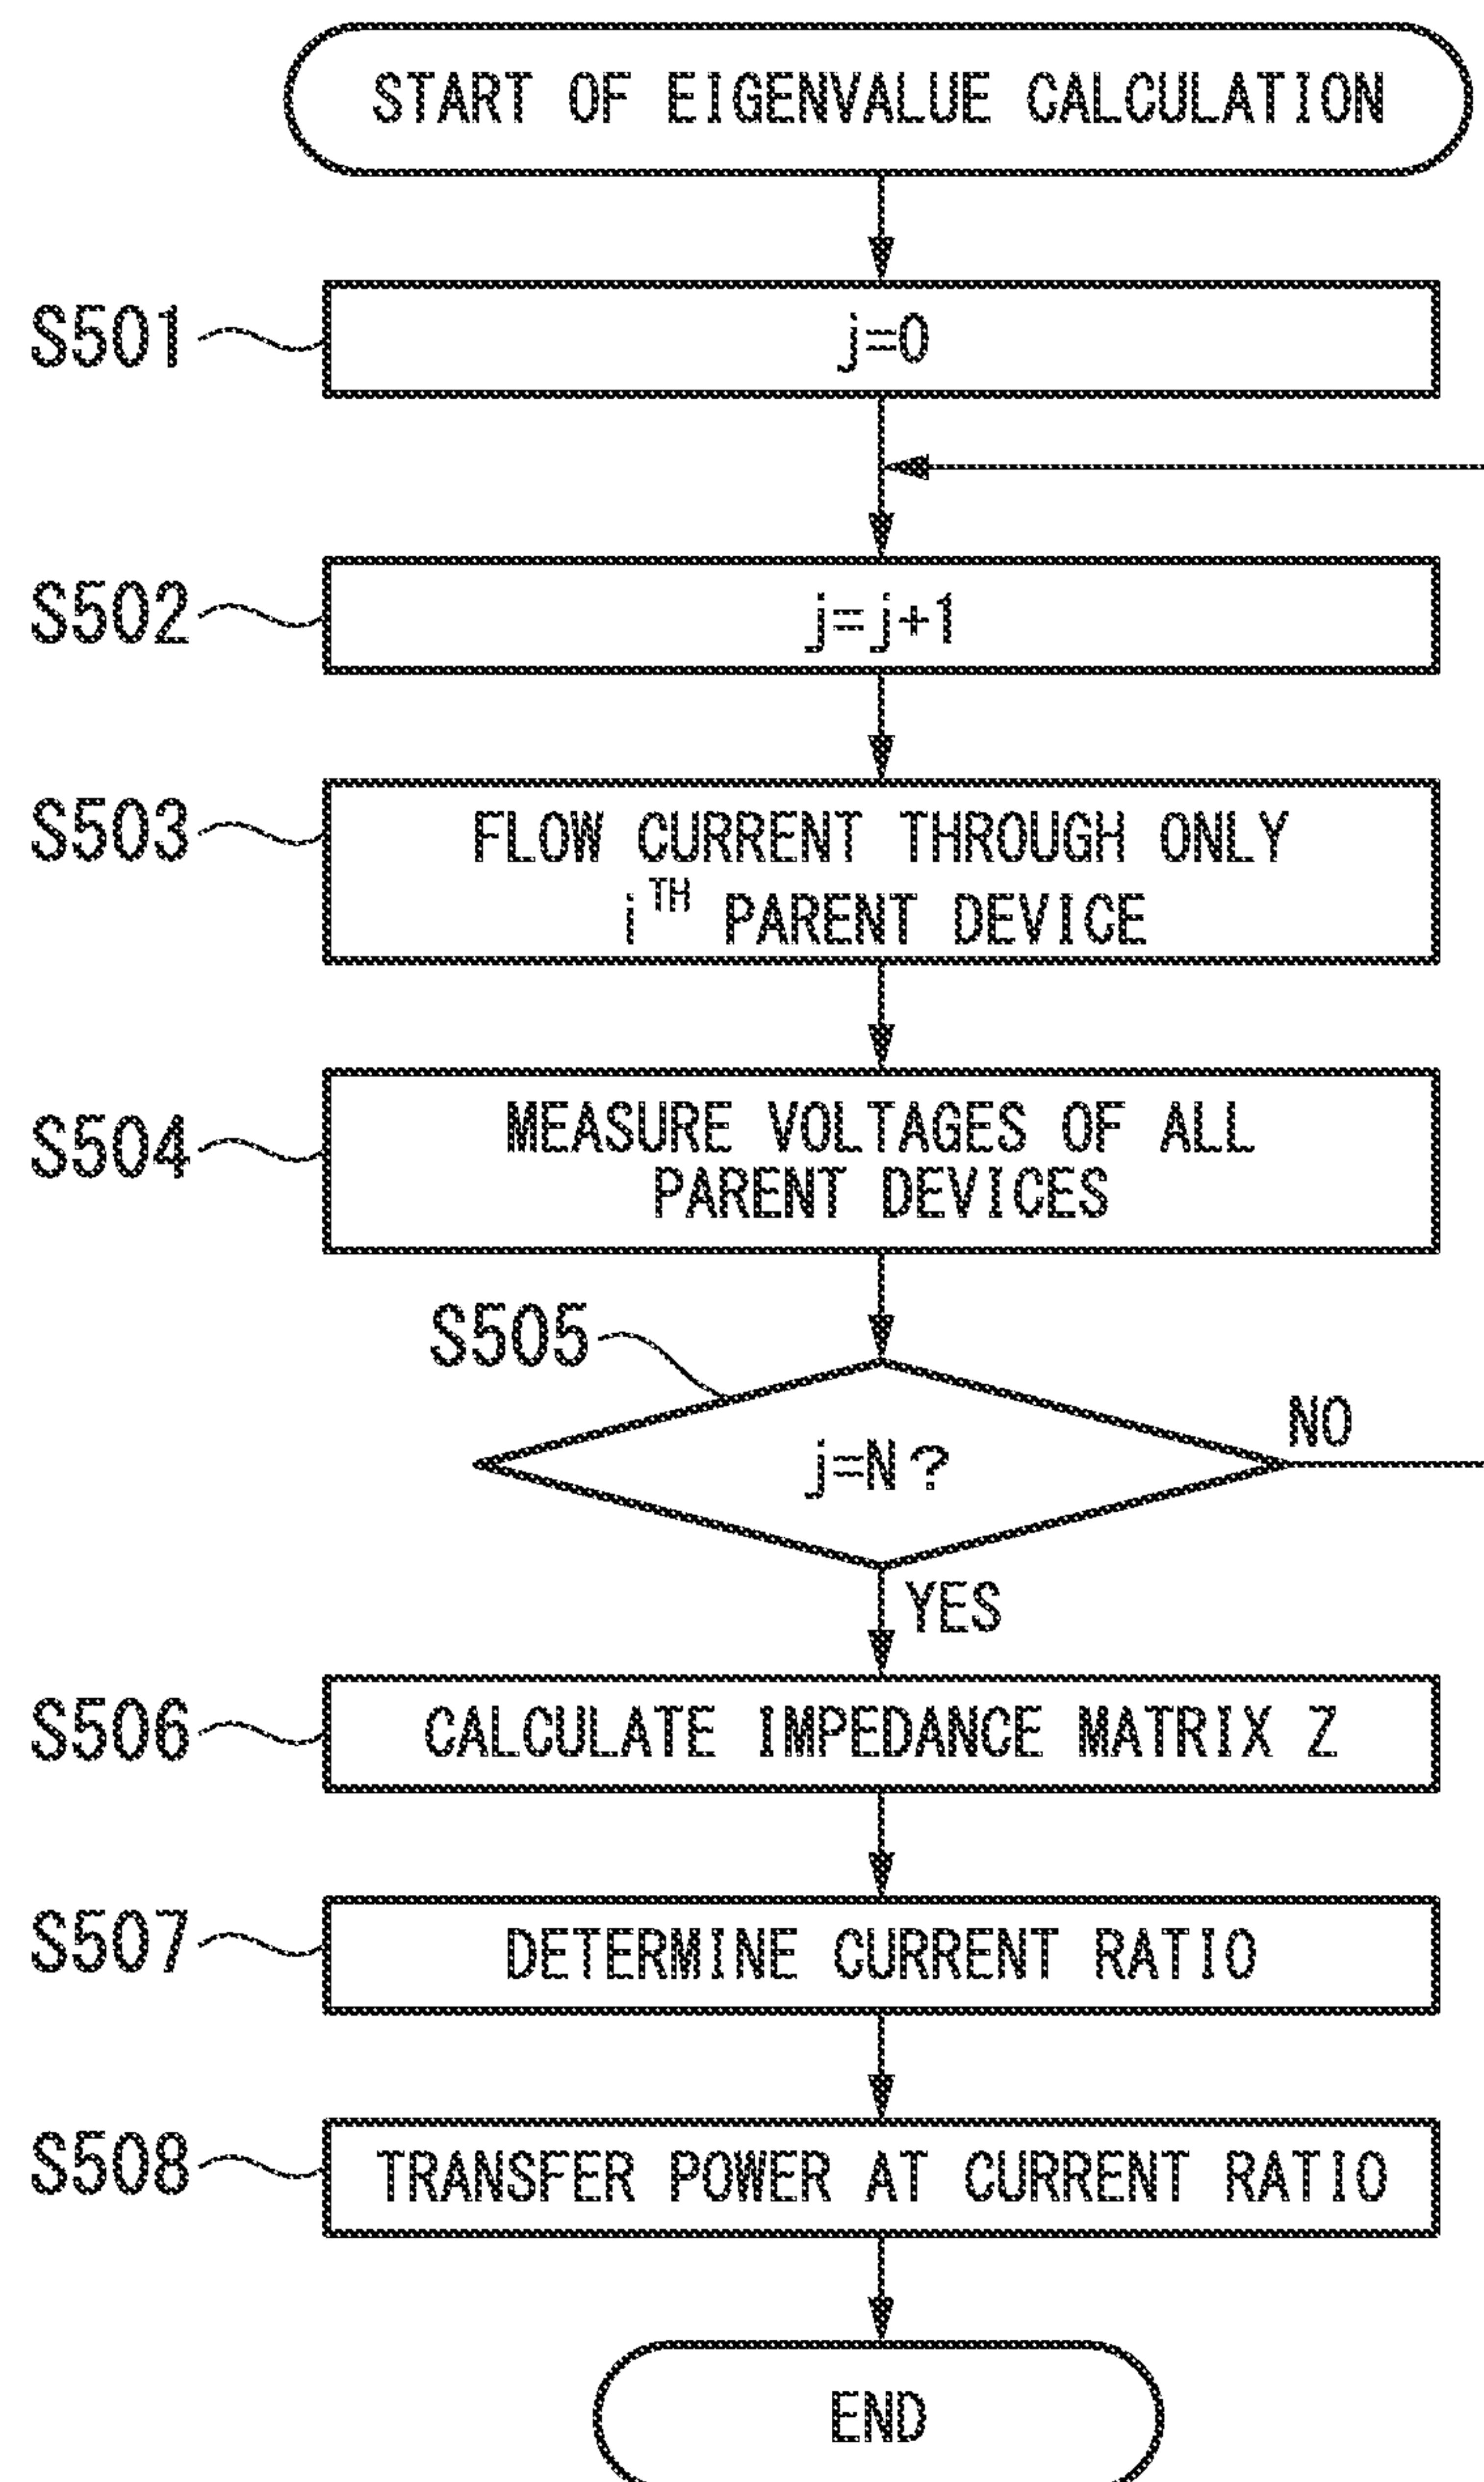 START OF EIGENVALUE CALCULATION
S501
j=0
S502
j=j+1
S503
FLOW CURRENT THROUGH ONLY
iTH PARENT DEVICE
S504
MEASURE VOLTAGES OF ALL
PARENT DEVICES
S505
j=N?
NO
YES
S506
CALCULATE IMPEDANCE MATRIX Z
S507
DETERMINE CURRENT RATIO
S508
TRANSFER POWER AT CURRENT RATIO
END